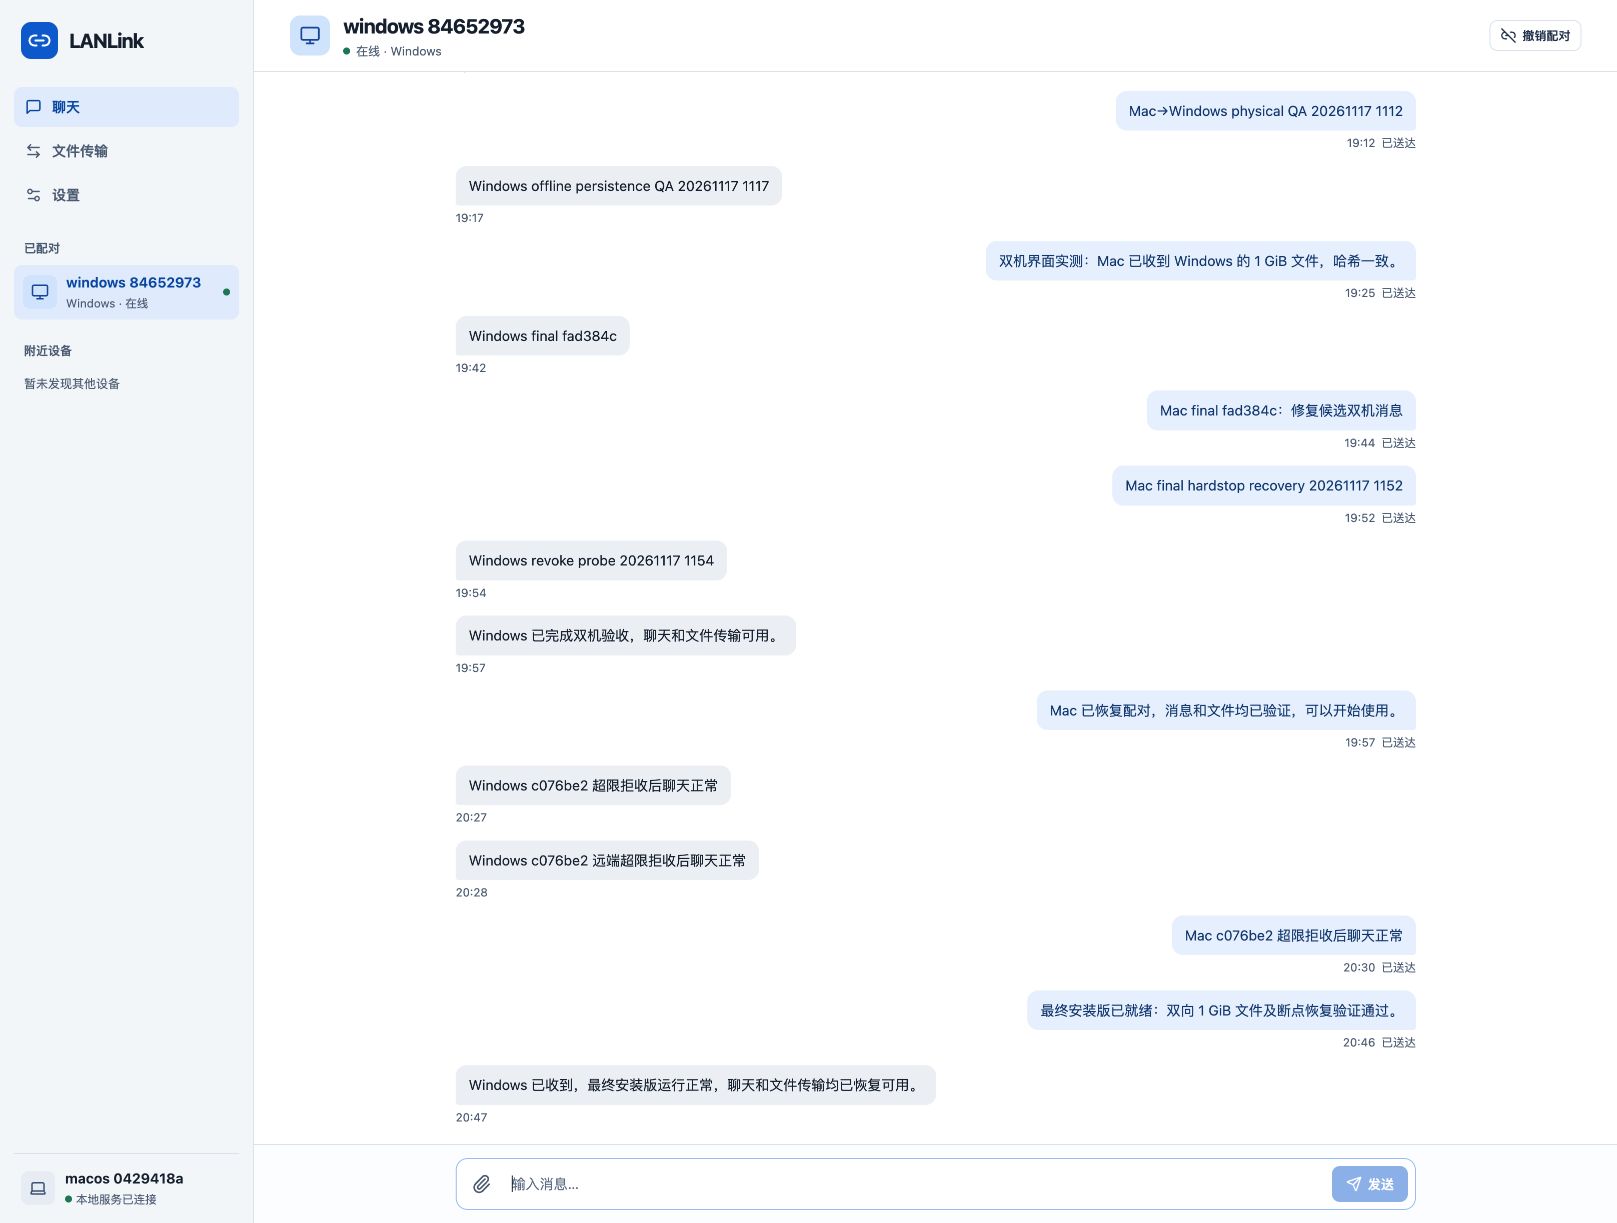 LANLink
聊天
文件传输
设置
已配对
windows 84652973
Windows · 在线
附近设备
暂未发现其他设备
macos 0429418a
本地服务已连接
windows 84652973
在线 · Windows
撤销配对
Mac→Windows physical QA 20261117 1112
19:12 已送达
Windows offline persistence QA 20261117 1117
19:17
双机界面实测：Mac 已收到 Windows 的 1 GiB 文件，哈希一致。
19:25 已送达
Windows final fad384c
19:42
Mac final fad384c：修复候选双机消息
19:44 已送达
Mac final hardstop recovery 20261117 1152
19:52 已送达
Windows revoke probe 20261117 1154
19:54
Windows 已完成双机验收，聊天和文件传输可用。
19:57
Mac 已恢复配对，消息和文件均已验证，可以开始使用。
19:57 已送达
Windows c076be2 超限拒收后聊天正常
20:27
Windows c076be2 远端超限拒收后聊天正常
20:28
Mac c076be2 超限拒收后聊天正常
20:30 已送达
最终安装版已就绪：双向 1 GiB 文件及断点恢复验证通过。
20:46 已送达
Windows 已收到，最终安装版运行正常，聊天和文件传输均已恢复可用。
20:47
输入消息...
发送